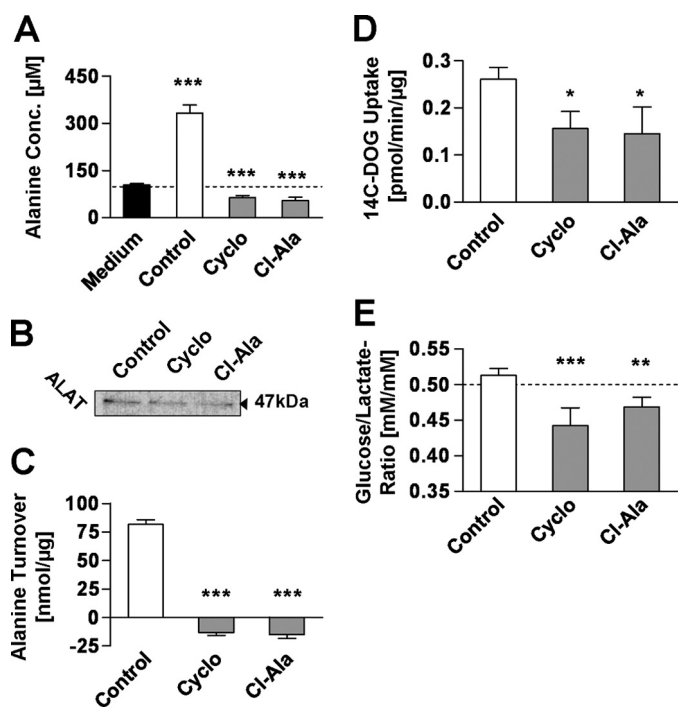 A
Alanine Conc. [µM]
450
300
150
0
***
***
***
Medium
Control
Cyclo
Cl-Ala
B
Control
Cyclo
Cl-Ala
ALAT
47kDa
C
Alanine Turnover
[nmol/µg]
100
75
50
25
0
-25
***
***
Control
Cyclo
Cl-Ala
D
14C-DOG Uptake
[pmol/min/µg]
0.3
0.2
0.1
0
*
*
Control
Cyclo
Cl-Ala
E
Glucose/Lactate-
Ratio [mM/mM]
0.55
0.50
0.45
0.40
0.35
***
**
Control
Cyclo
Cl-Ala